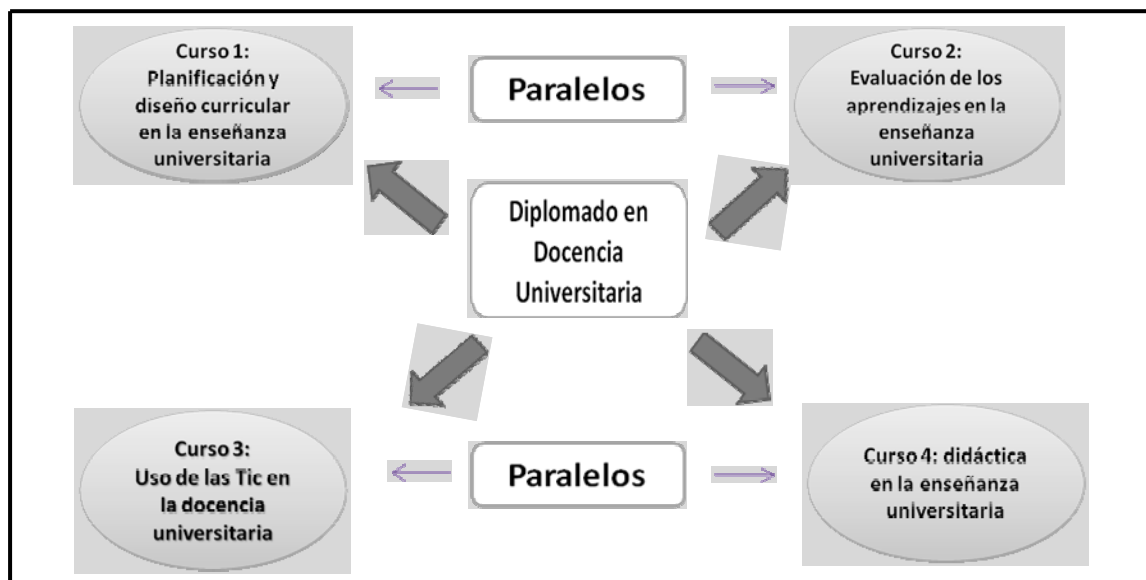 Curso 1:
Planificación y
diseño curricular
en la enseñanza
universitaria
Paralelos
Curso 2:
Evaluación de los
aprendizajes en la
enseñanza
universitaria
Diplomado en
Docencia
Universitaria
Curso 3:
Uso de las Tic en
la docencia
universitaria
Paralelos
Curso 4: didáctica
en la enseñanza
universitaria